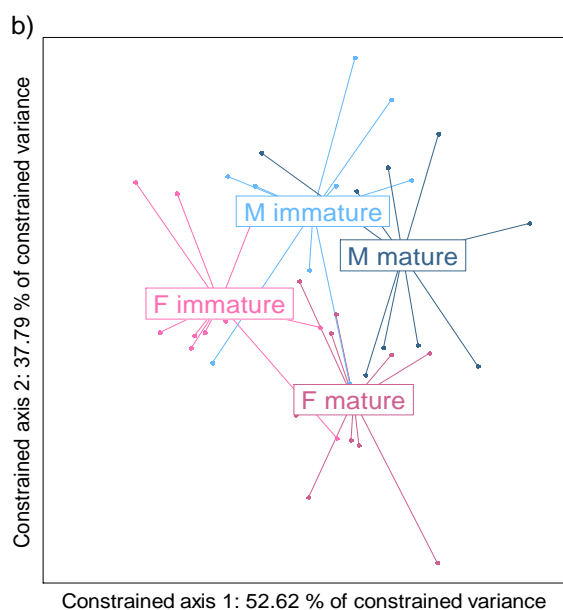 b)
Constrained axis 2: 37.79 % of constrained variance
M immature
M mature
F immature
F mature
Constrained axis 1: 52.62 % of constrained variance